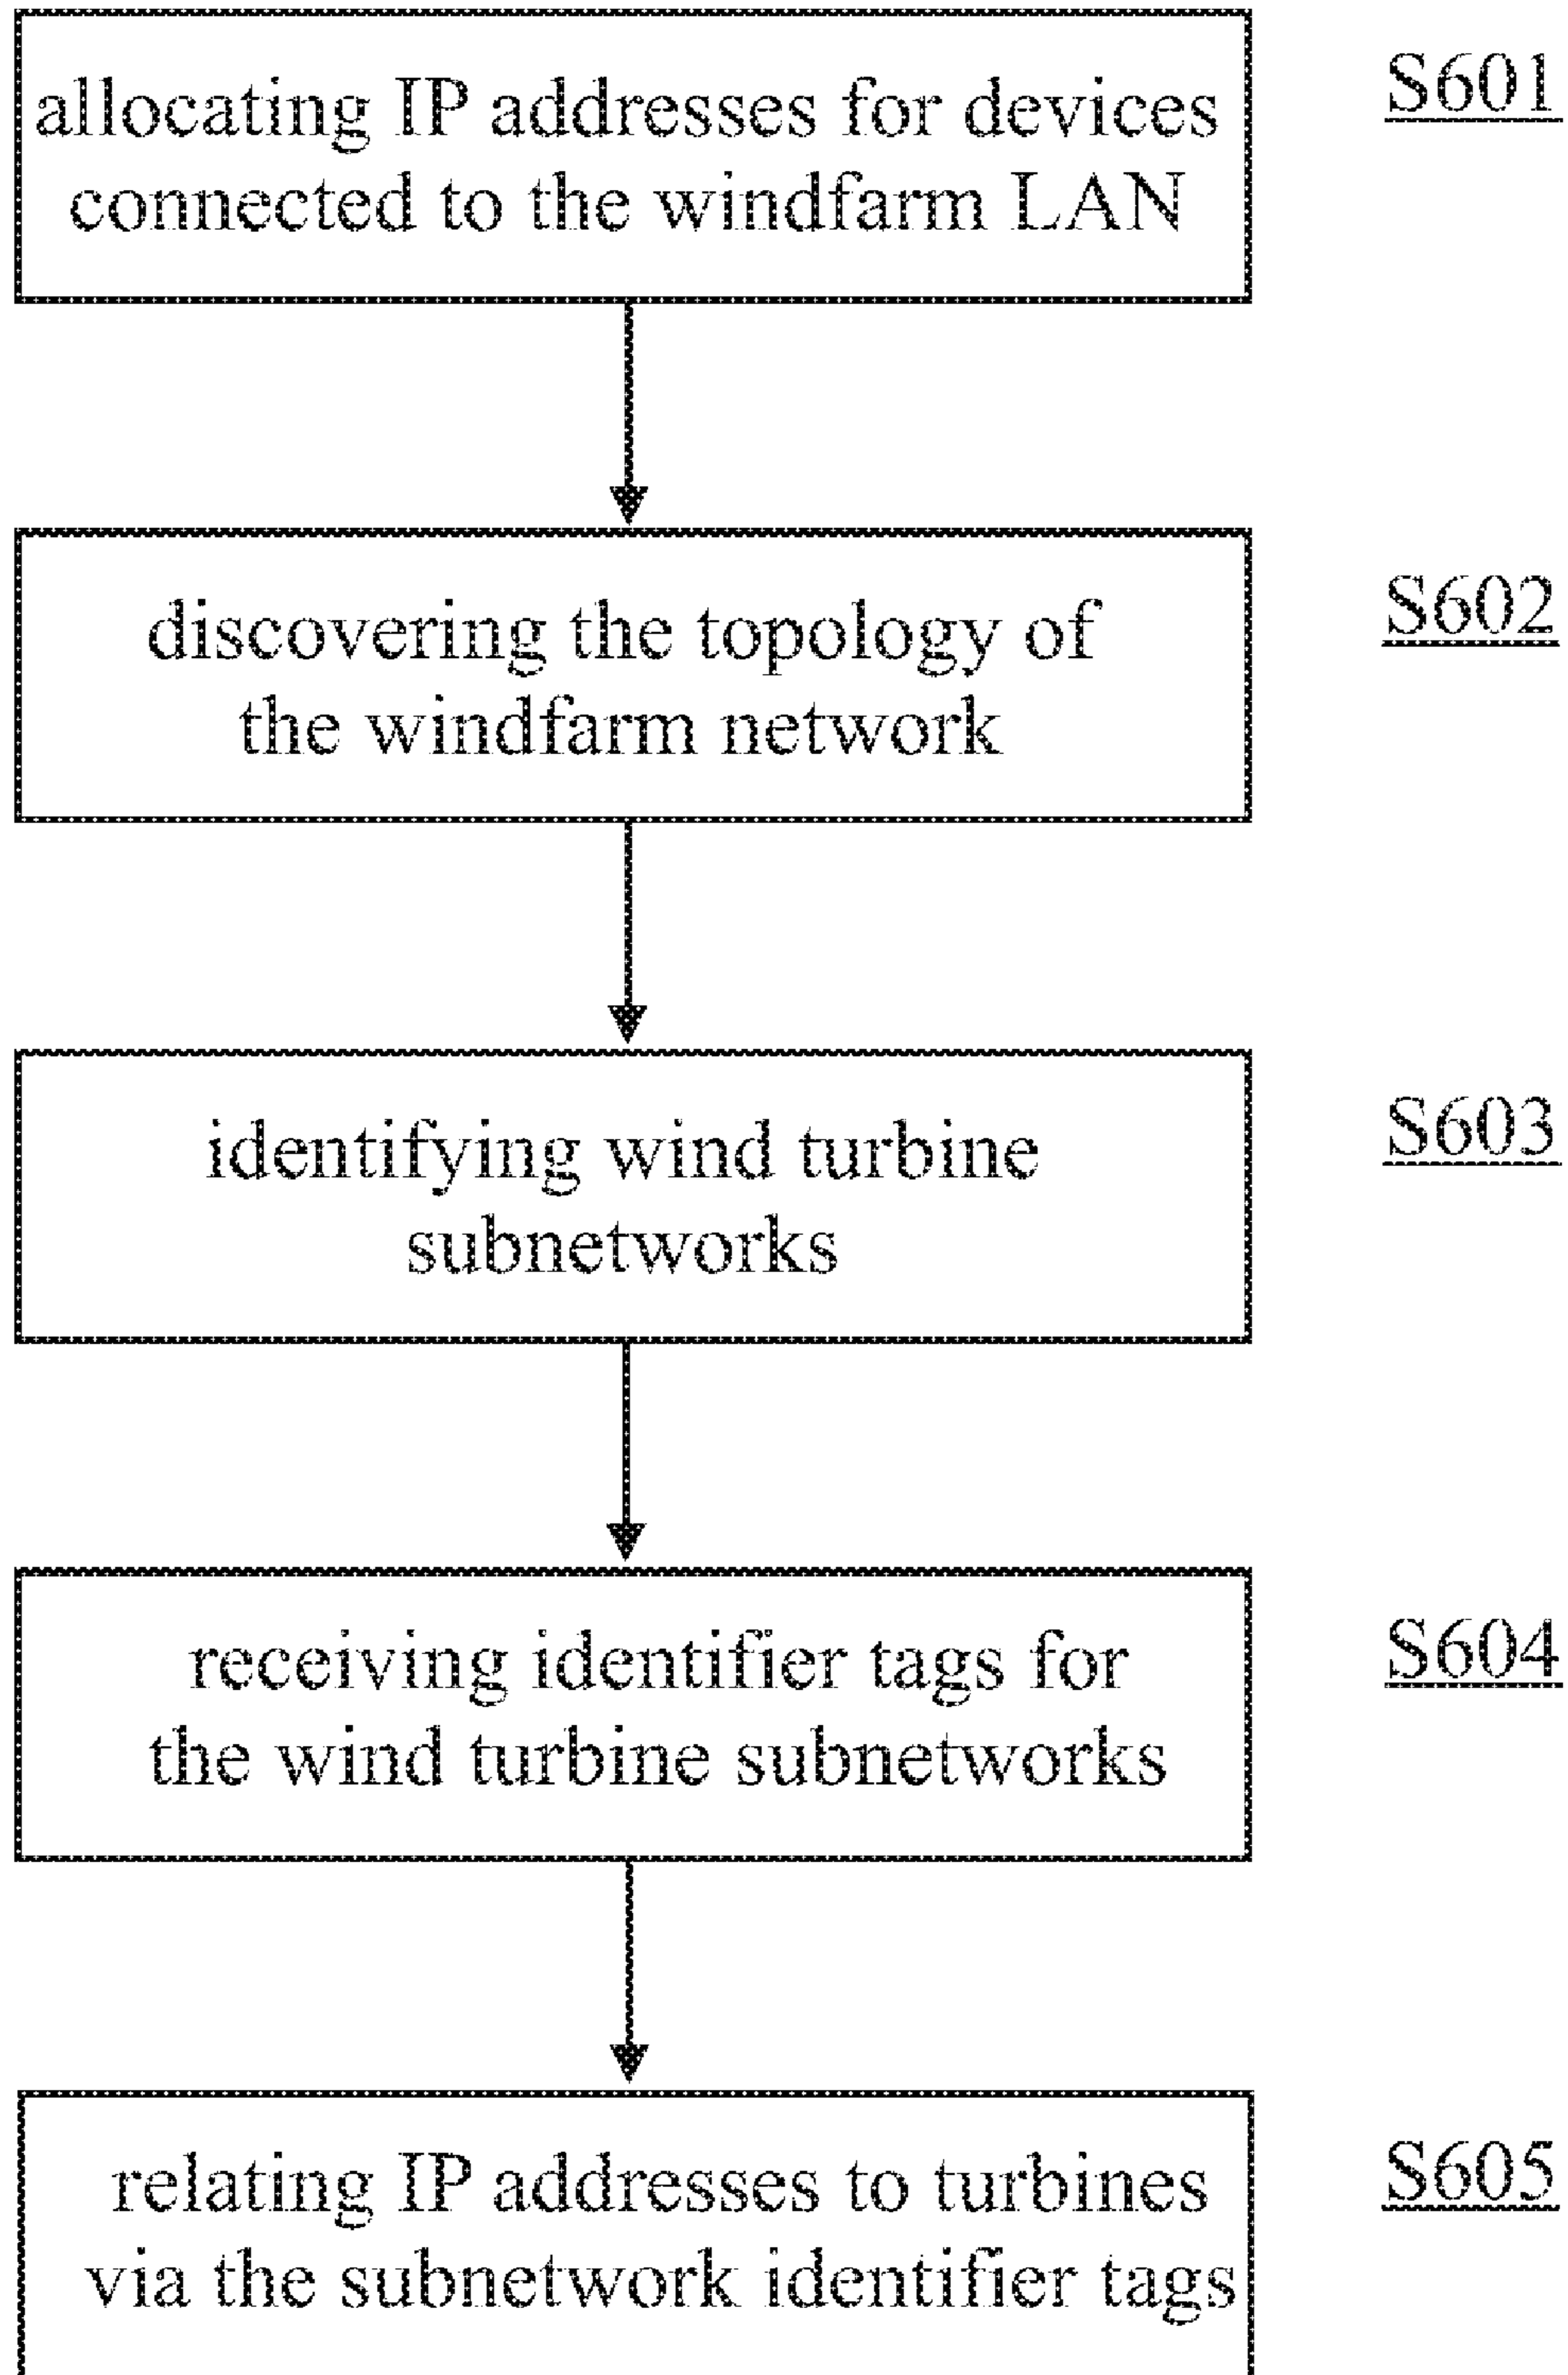 allocating IP addresses for devices
connected to the windfarm LAN
S601
discovering the topology of
the windfarm network
S602
identifying wind turbine
subnetworks
S603
receiving identifier tags for
the wind turbine subnetworks
S604
relating IP addresses to turbines
via the subnetwork identifier tags
S605